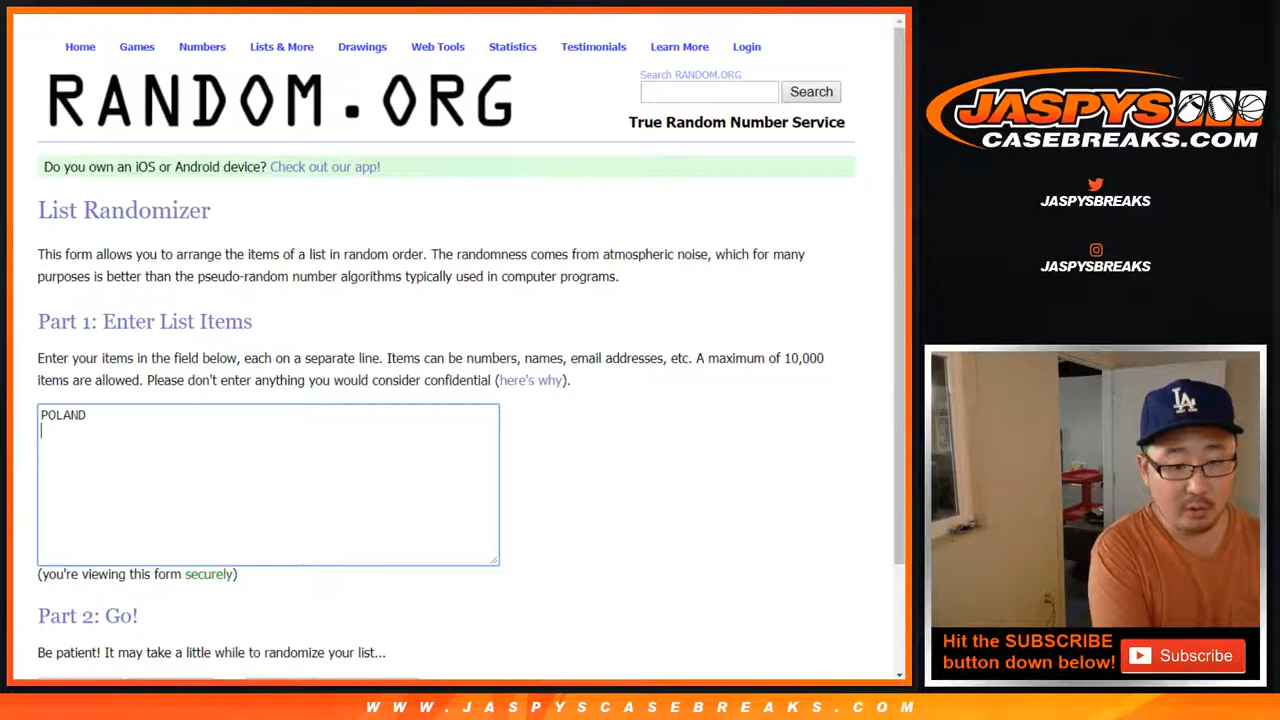 Home Games Numbers Lists & More Drawings Web Tools Statistics Testimonials Learn More Login
RANDOM.ORG
Search RANDOM.ORG
Search
True Random Number Service
Do you own an iOS or Android device? Check out our app!
List Randomizer
This form allows you to arrange the items of a list in random order. The randomness comes from atmospheric noise, which for many
purposes is better than the pseudo-random number algorithms typically used in computer programs.
Part 1: Enter List Items
Enter your items in the field below, each on a separate line. Items can be numbers, names, email addresses, etc. A maximum of 10,000
items are allowed. Please don't enter anything you would consider confidential (here's why).
POLAND
(you're viewing this form securely)
Part 2: Go!
Be patient! It may take a little while to randomize your list...
JASPYS
CASEBREAKS.COM
JASPYSBREAKS
JASPYSBREAKS
LA
Hit the SUBSCRIBE
button down below!
Subscribe
WWW.JASPYSCASEBREAKS.COM